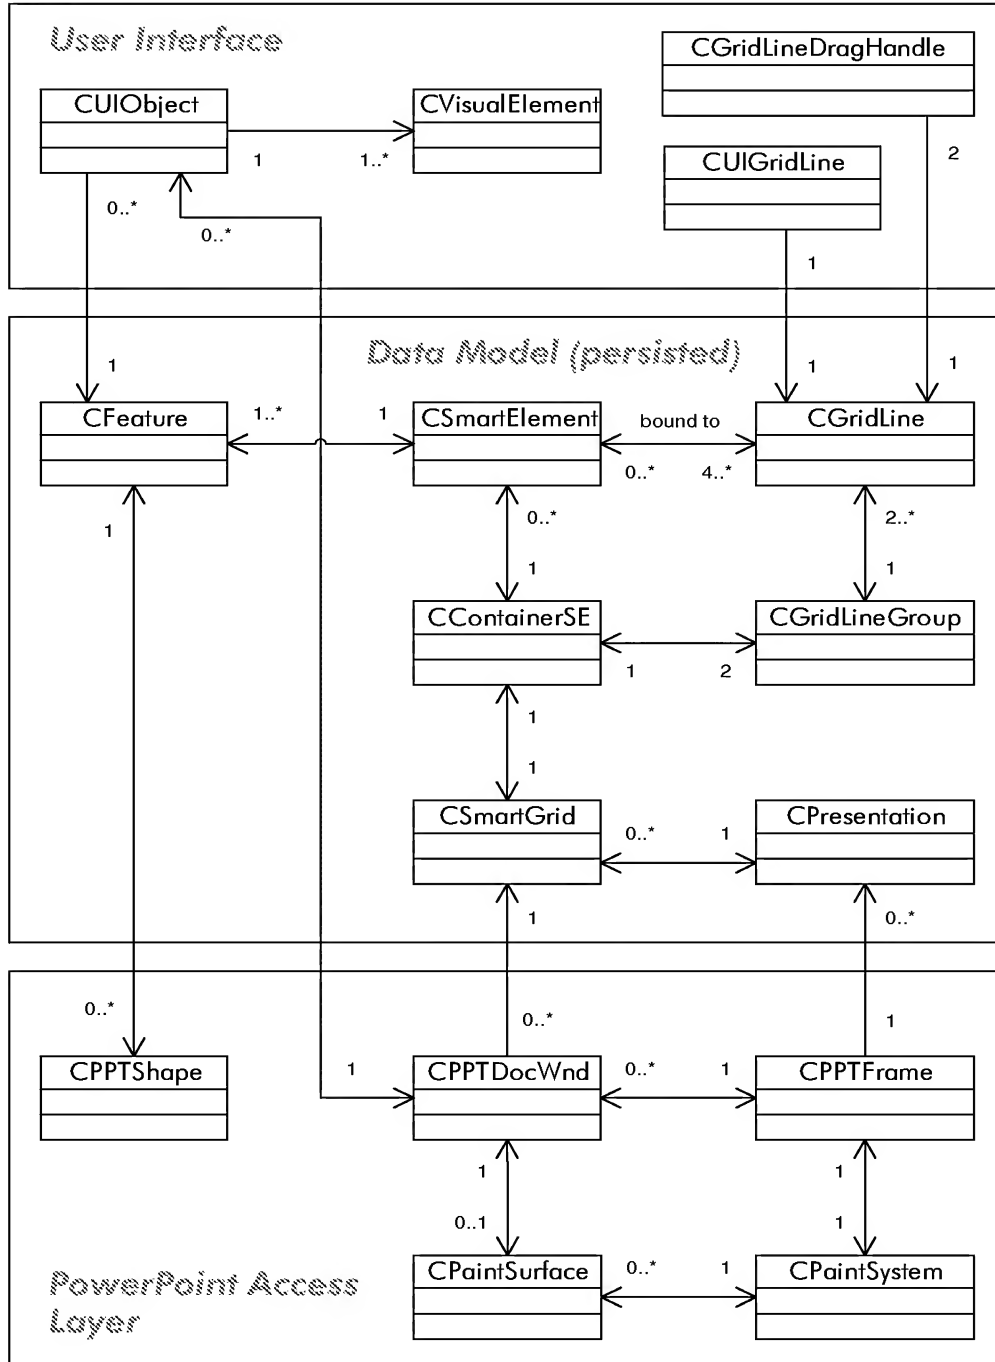 User Interface
CGridLineDragHandle
CUIObject
CVisualElement
1
1..*
2
CUIGridLine
0..*
0..*
1
Data Model (persisted)
1
1
1
CFeature
1..*
1
CSmartElement
bound to
CGridLine
0..*
4..*
1
0..*
2..*
1
1
CContainerSE
CGridLineGroup
1
2
1
1
CSmartGrid
0..*
1
CPresentation
1
0..*
0..*
0..*
1
CPPTShape
1
CPPTDocWnd
0..*
1
CPPTFrame
1
1
0..1
1
CPaintSurface
0..*
1
CPaintSystem
PowerPoint Access
Layer